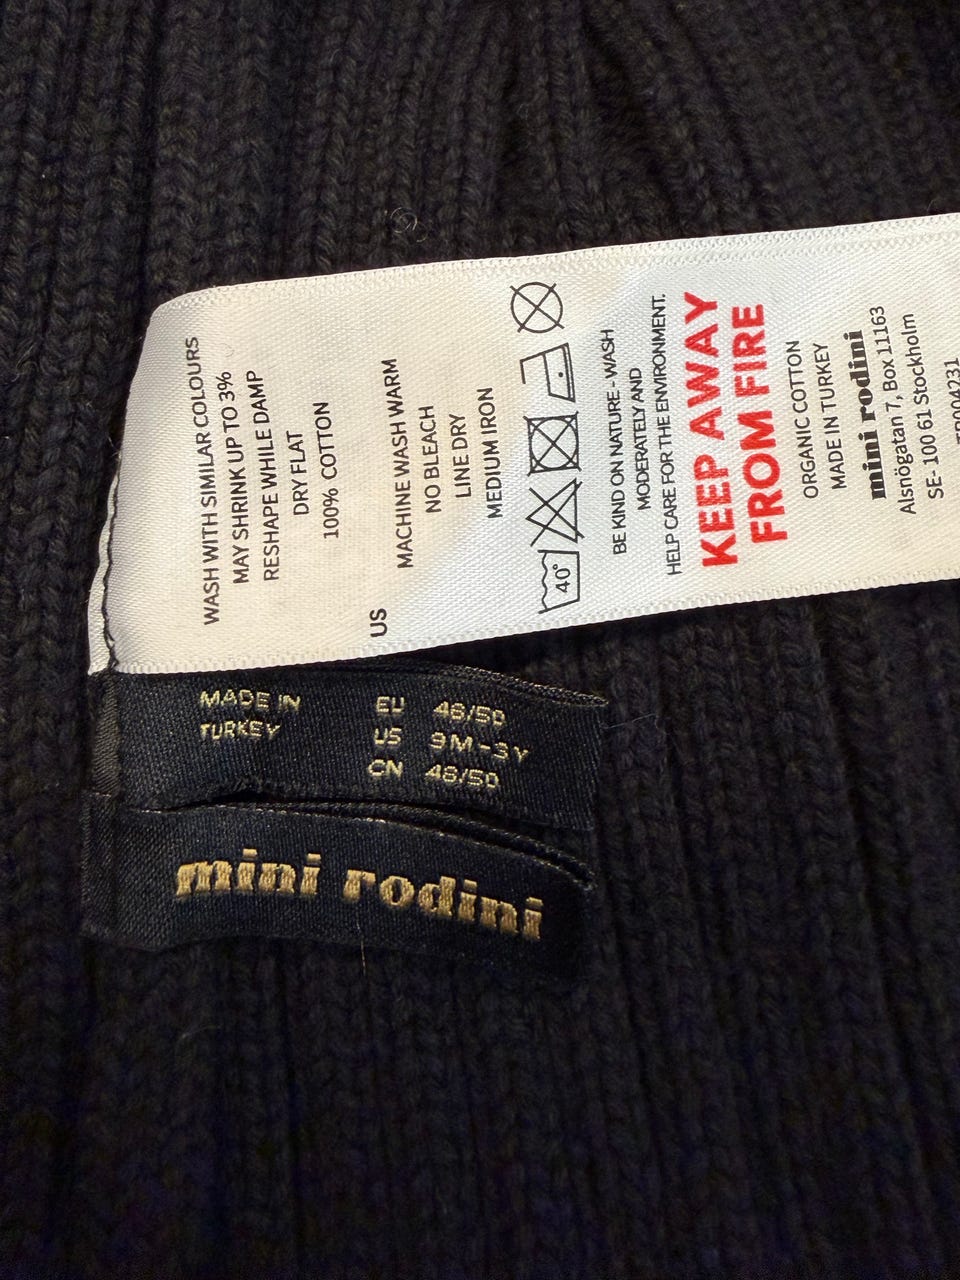 WASH WITH SIMILAR COLOURS
MAY SHRINK UP TO 3%
RESHAPE WHILE DAMP
DRY FLAT
100% COTTON
US
MACHINE WASH WARM
NO BLEACH
LINE DRY
MEDIUM IRON
40°
BE KIND ON NATURE - WASH
MODERATELY AND
HELP CARE FOR THE ENVIRONMENT.
KEEP AWAY
FROM FIRE
ORGANIC COTTON
MADE IN TURKEY
mini rodini
Alsnögatan 7, Box 11163
SE- 100 61 Stockholm
MADE IN
TURKEY
EU 46/50
US 9M-3Y
CN 46/50
mini rodini